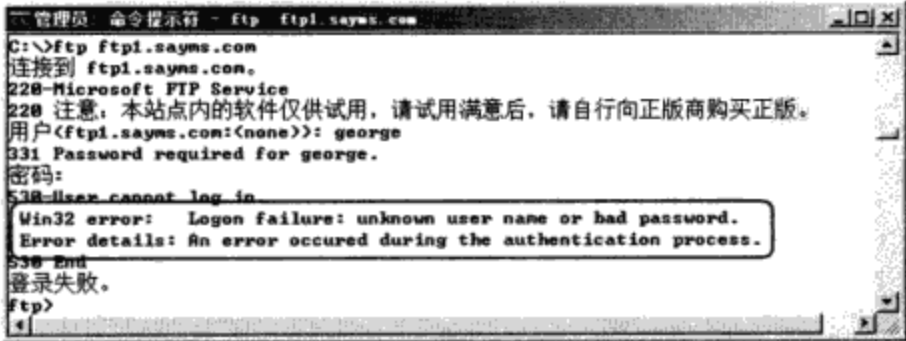 管理员: 命令提示符 - ftp ftp1.sayms.com
C:\>ftp ftp1.sayms.com
连接到 ftp1.sayms.com。
220-Microsoft FTP Service
220 注意：本站点内的软件仅供试用，请试用满意后，请自行向正版商购买正版。
用户(ftp1.sayms.com:(none)): george
331 Password required for george.
密码:
530-User cannot log in.
Win32 error:   Logon failure: unknown user name or bad password.
Error details: An error occured during the authentication process.
530 End
登录失败。
ftp>